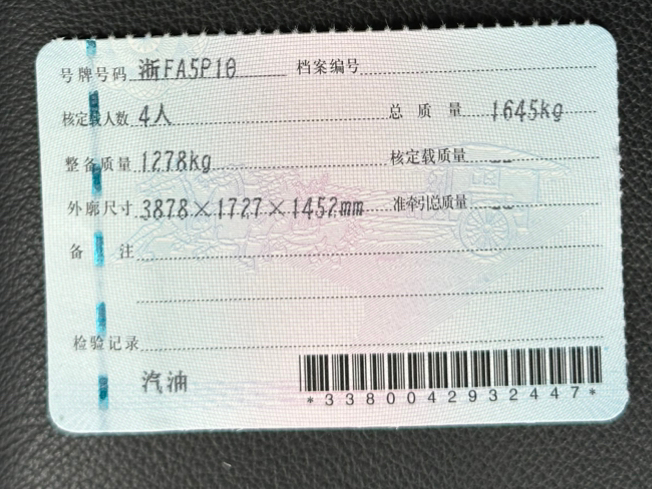 号牌号码 浙FA5P10 档案编号
核定载人数 4人 总质量 1645kg
整备质量 1278kg 核定载质量 --
外廓尺寸 3878×1727×1452mm 准牵引总质量 --
备注
检验记录
汽油
*3380042932447*